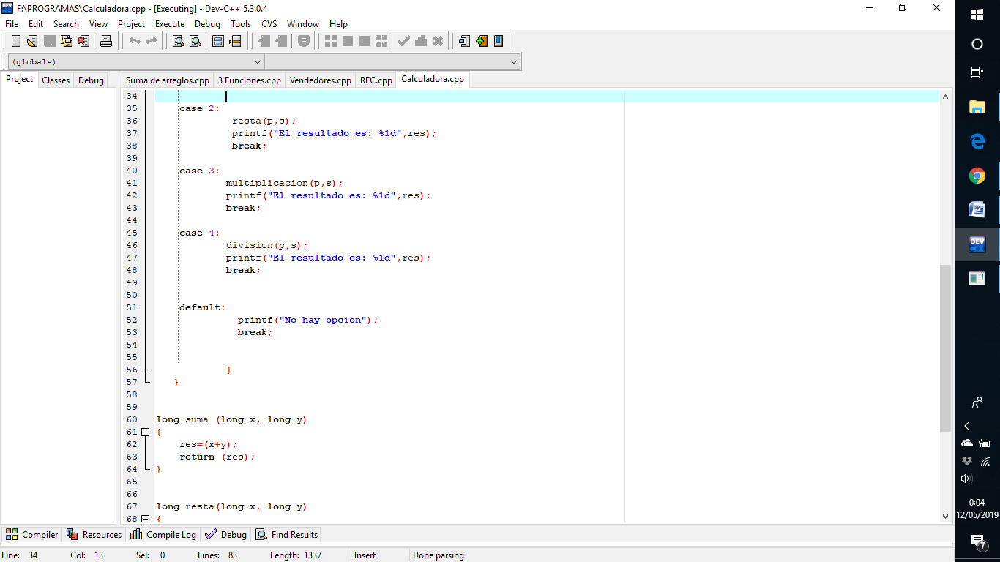 F:\PROGRAMAS\Calculadora.cpp - [Executing] - Dev-C++ 5.3.0.4
File Edit Search View Project Execute Debug Tools CVS Window Help
(globals)
Project Classes Debug
Suma de arreglos.cpp 3 Funciones.cpp Vendedores.cpp RFC.cpp Calculadora.cpp
34
35 case 2:
36 resta(p,s);
37 printf("El resultado es: %1d",res);
38 break;
39
40 case 3:
41 multiplicacion(p,s);
42 printf("El resultado es: %1d",res);
43 break;
44
45 case 4:
46 division(p,s);
47 printf("El resultado es: %1d",res);
48 break;
49
50
51 default:
52 printf("No hay opcion");
53 break;
54
55
56 }
57 }
58
59
60 long suma (long x, long y)
61 {
62 res=(x+y);
63 return (res);
64 }
65
66
67 long resta(long x, long y)
68 {
Compiler Resources Compile Log Debug Find Results
Line: 34 Col: 13 Sel: 0 Lines: 83 Length: 1337 Insert Done parsing
DEV
0:04
12/05/2019
7